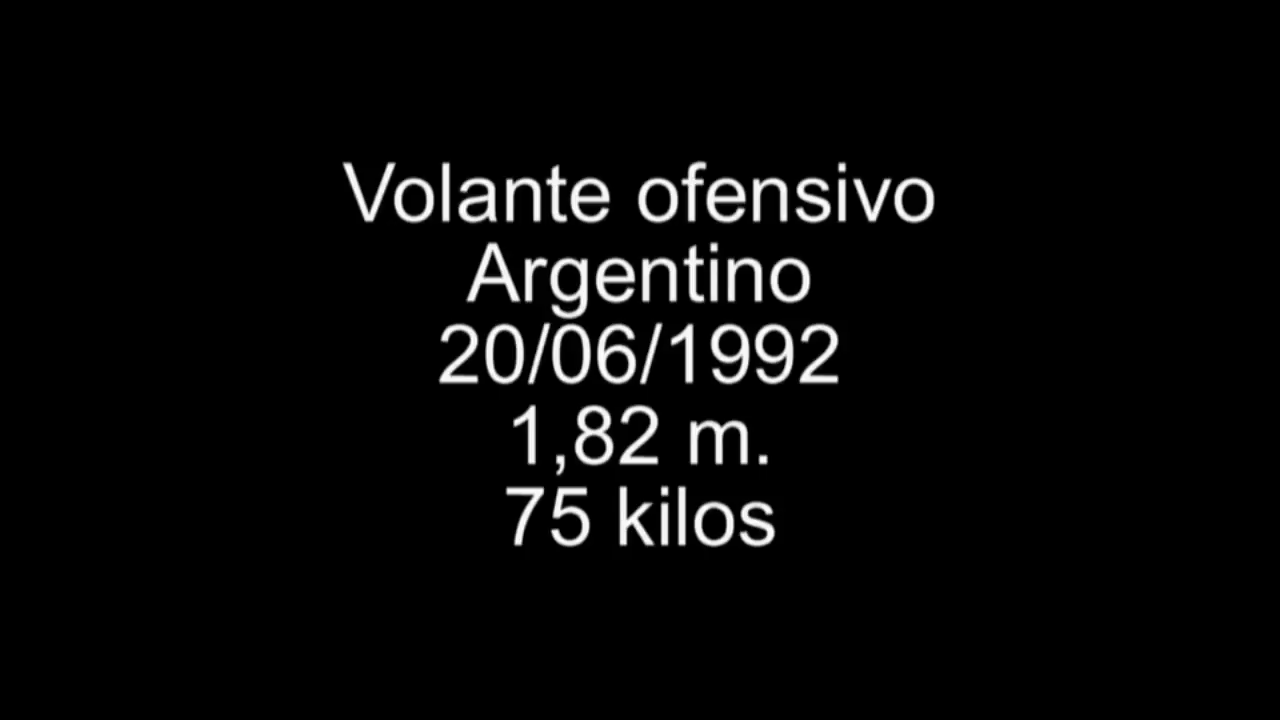 Volante ofensivo
Argentino
20/06/1992
1,82 m.
75 kilos